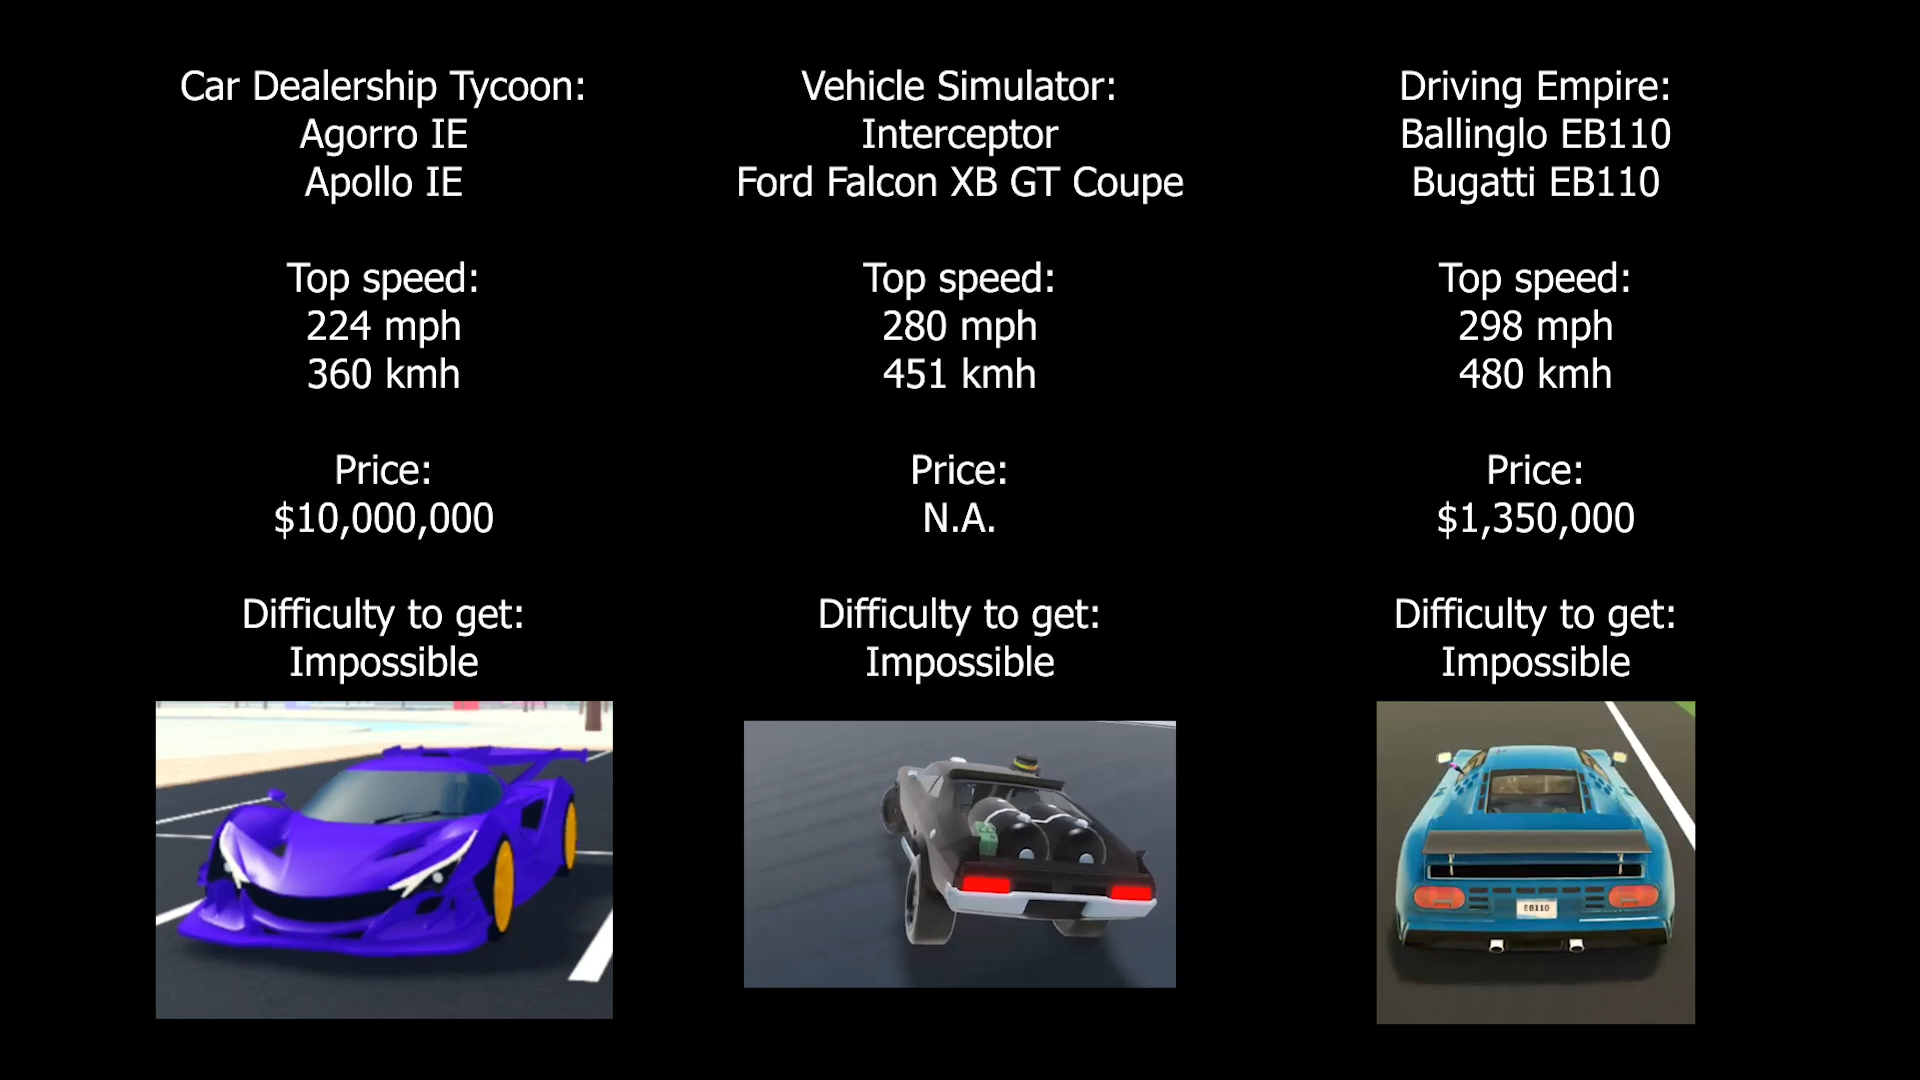 Car Dealership Tycoon:
Agorro IE
Apollo IE
Top speed:
224 mph
360 kmh
Price:
$10,000,000
Difficulty to get:
Impossible
Vehicle Simulator:
Interceptor
Ford Falcon XB GT Coupe
Top speed:
280 mph
451 kmh
Price:
N.A.
Difficulty to get:
Impossible
Driving Empire:
Ballinglo EB110
Bugatti EB110
Top speed:
298 mph
480 kmh
Price:
$1,350,000
Difficulty to get:
Impossible
EB110